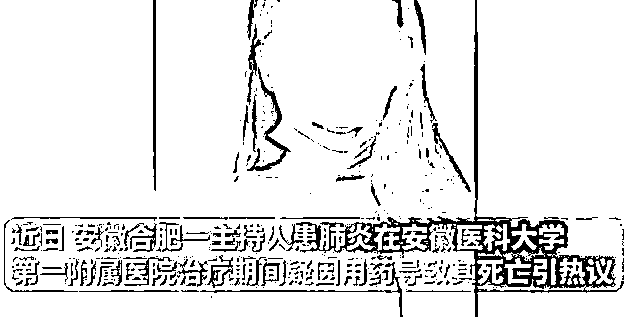 近日 安徽合肥一主持人患肺炎在安徽医科大学
第一附属医院治疗期间疑因用药导致其死亡引热议